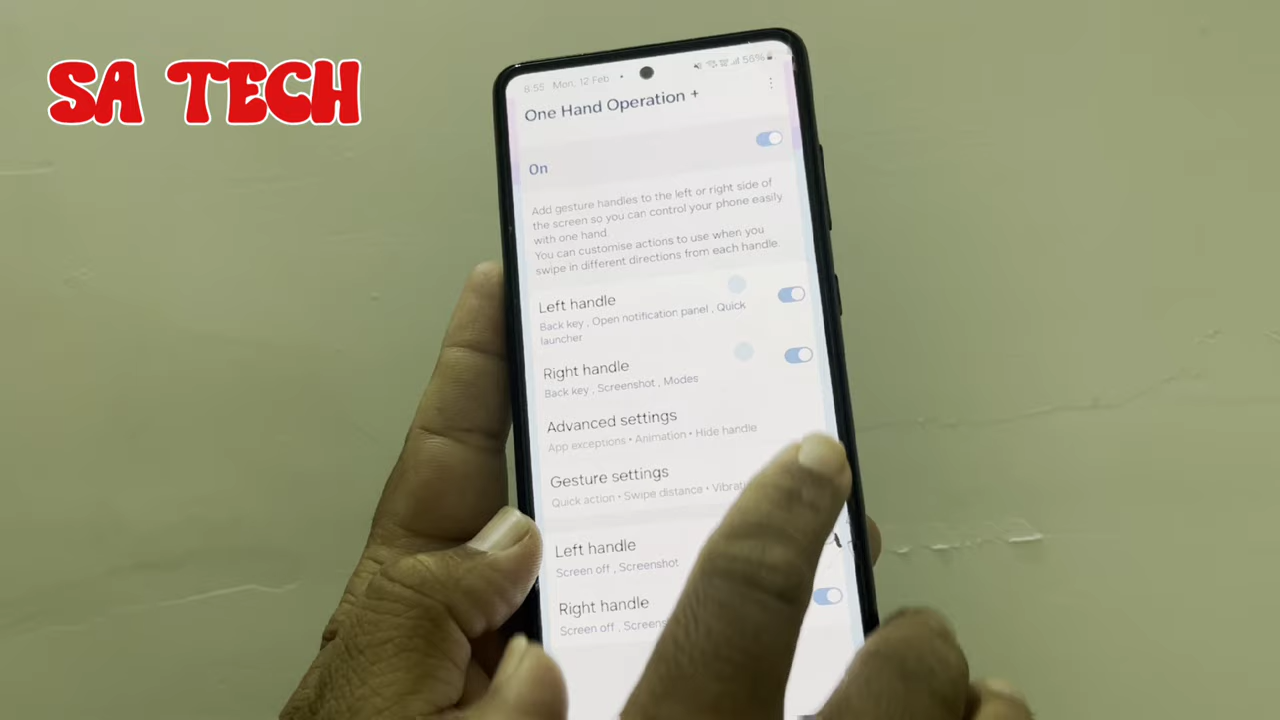 SA TECH
6:55 Mon, 12 Feb • 56%
One Hand Operation +
On
Add gesture handles to the left or right side of
the screen so you can control your phone easily
with one hand.
You can customise actions to use when you
swipe in different directions from each handle.
Left handle
Back key , Open notification panel , Quick
launcher
Right handle
Back key , Screenshot , Modes
Advanced settings
App exceptions • Animation • Hide handle
Gesture settings
Quick action • Swipe distance •
Left handle
Screen off , Screenshot
Right handle
Screen off ,